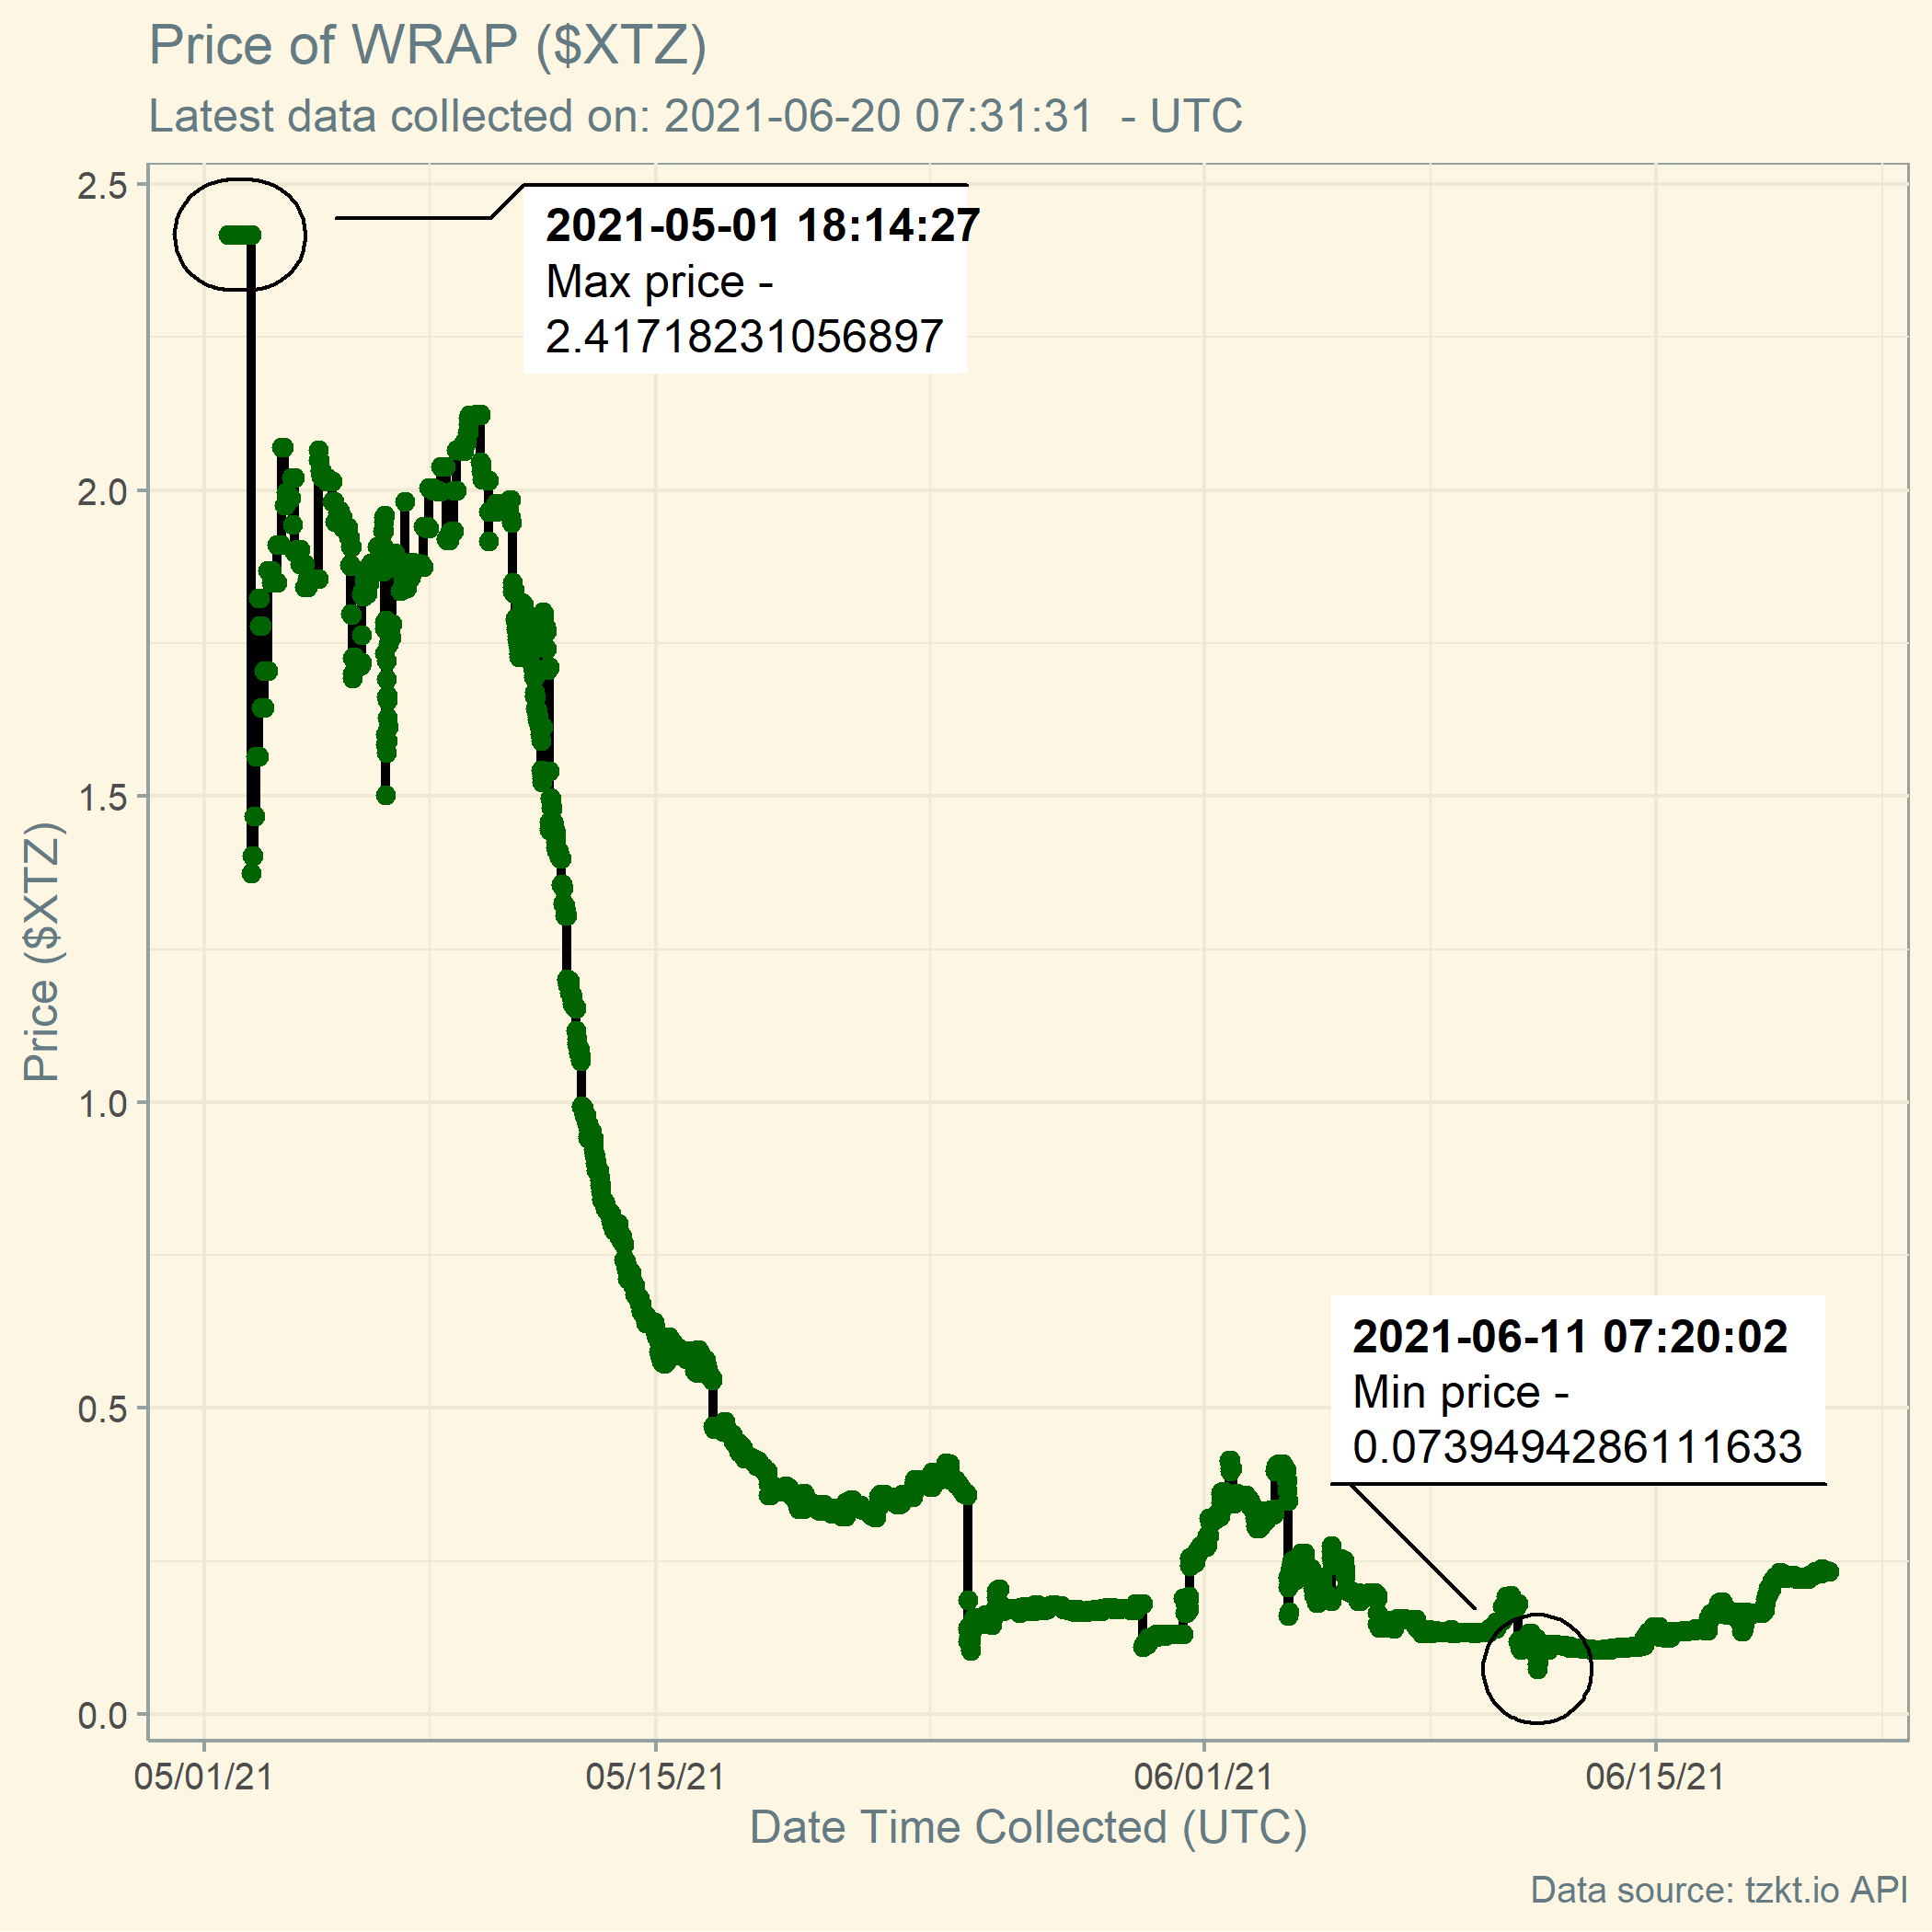 Price of WRAP ($XTZ)
Latest data collected on: 2021-06-20 07:31:31  - UTC
2.5
2.0
1.5
1.0
0.5
0.0
Price ($XTZ)
2021-05-01 18:14:27
Max price -
2.417182310568​97
2021-06-11 07:20:02
Min price -
0.0739494286111633
05/01/21
05/15/21
06/01/21
06/15/21
Date Time Collected (UTC)
Data source: tzkt.io API